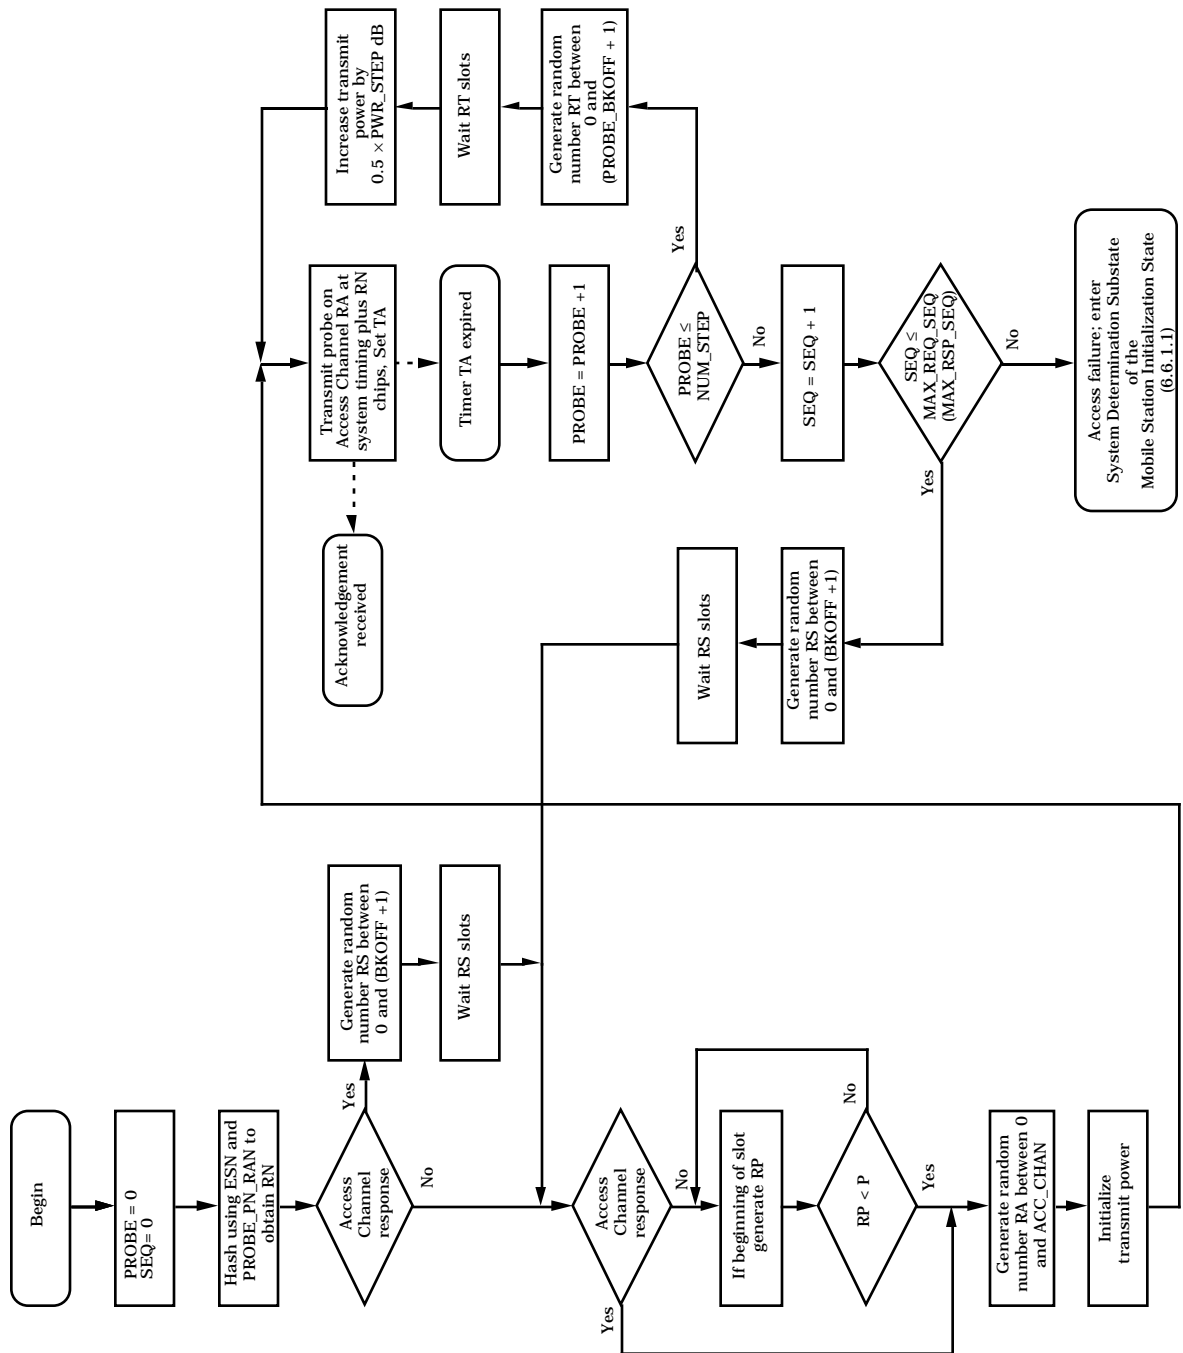 Begin
PROBE = 0
SEQ= 0
Hash using ESN and
PROBE_PN_RAN to
obtain RN
Access
Channel
response
Yes
No
Generate random
number RS between
0 and (BKOFF +1)
Wait RS slots
Access
Channel
response
Yes
No
If beginning of slot
generate RP
RP < P
No
Yes
Generate random
number RA between 0
and ACC_CHAN
Initialize
transmit power
Transmit probe on
Access Channel RA at
system timing plus RN
chips, Set TA
Acknowledgement
received
Timer TA expired
PROBE = PROBE +1
PROBE ≤
NUM_STEP
Yes
No
Generate random
number RT between
0 and
(PROBE_BKOFF + 1)
Wait RT slots
Increase transmit
power by
0.5 × PWR_STEP dB
SEQ = SEQ + 1
SEQ ≤
MAX_REQ_SEQ
(MAX_RSP_SEQ)
Yes
No
Generate random
number RS between
0 and (BKOFF +1)
Wait RS slots
Access failure; enter
System Determination Substate
of the
Mobile Station Initialization State
(6.6.1.1)